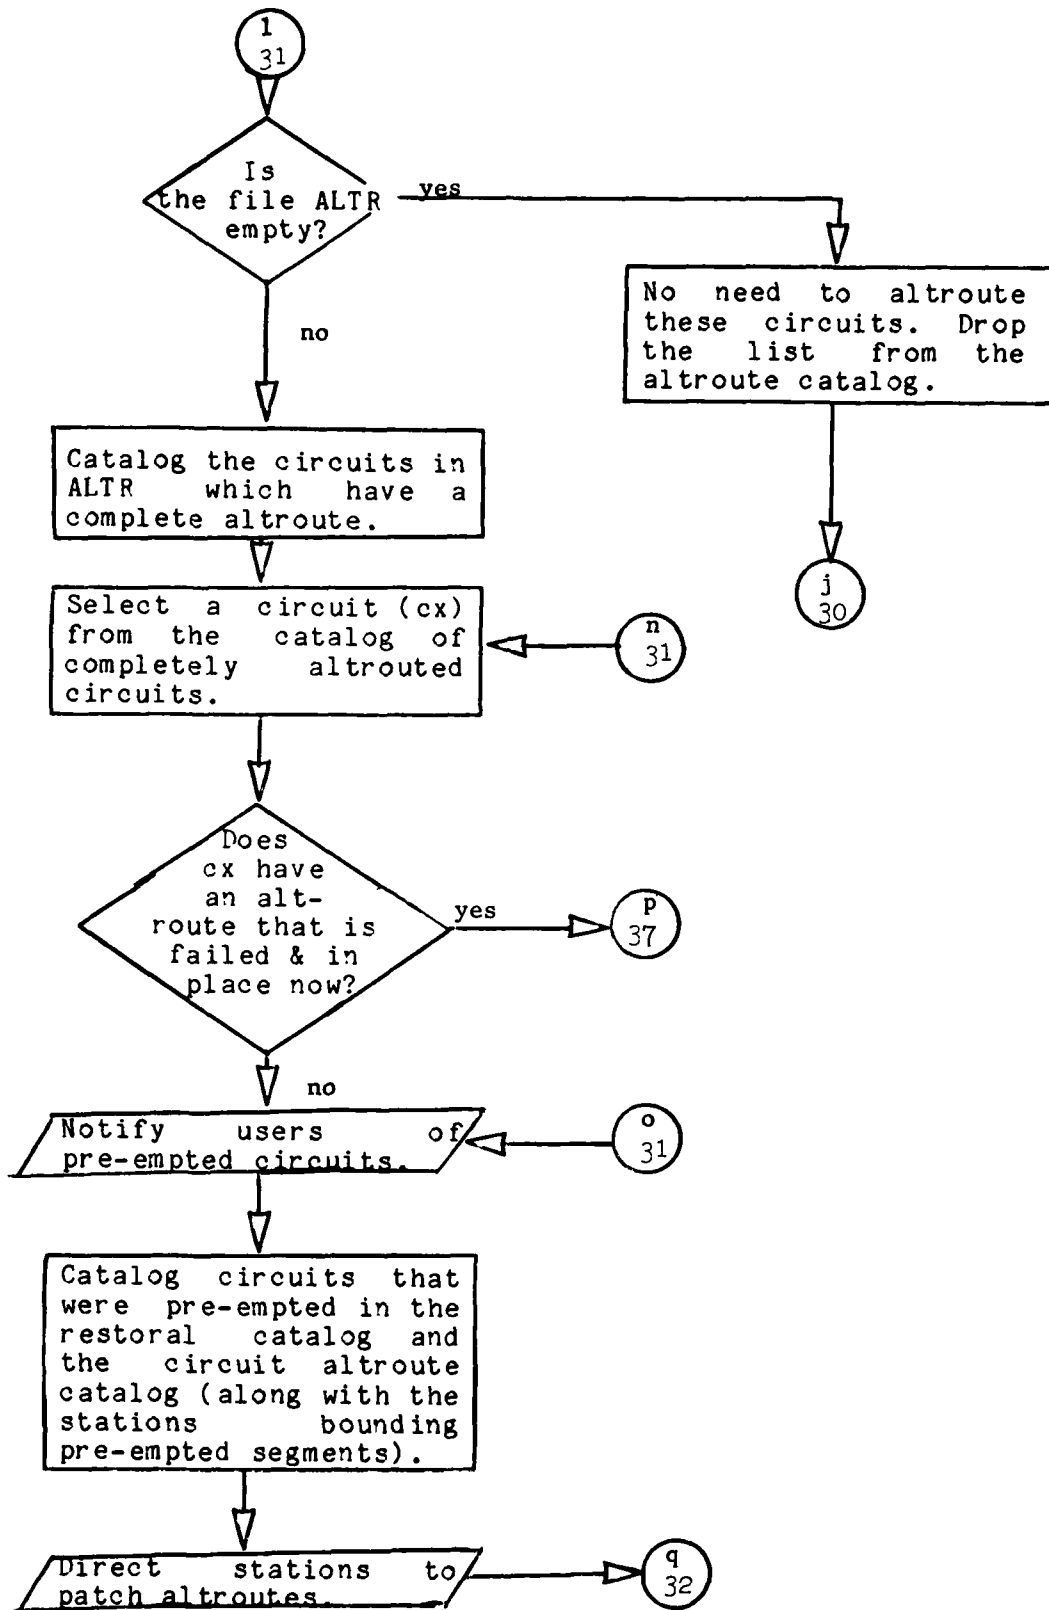 1
31
Is
the file ALTR
empty?
yes
no
No need to altroute
these circuits. Drop
the list from the
altroute catalog.
Catalog the circuits in
ALTR which have a
complete altroute.
j
30
Select a circuit (cx)
from the catalog of
completely altrouted
circuits.
n
31
Does
cx have
an alt-
route that is
failed & in
place now?
yes
p
37
no
Notify users of
pre-empted circuits.
o
31
Catalog circuits that
were pre-empted in the
restoral catalog and
the circuit altroute
catalog (along with the
stations bounding
pre-empted segments).
Direct stations to
patch altroutes.
q
32